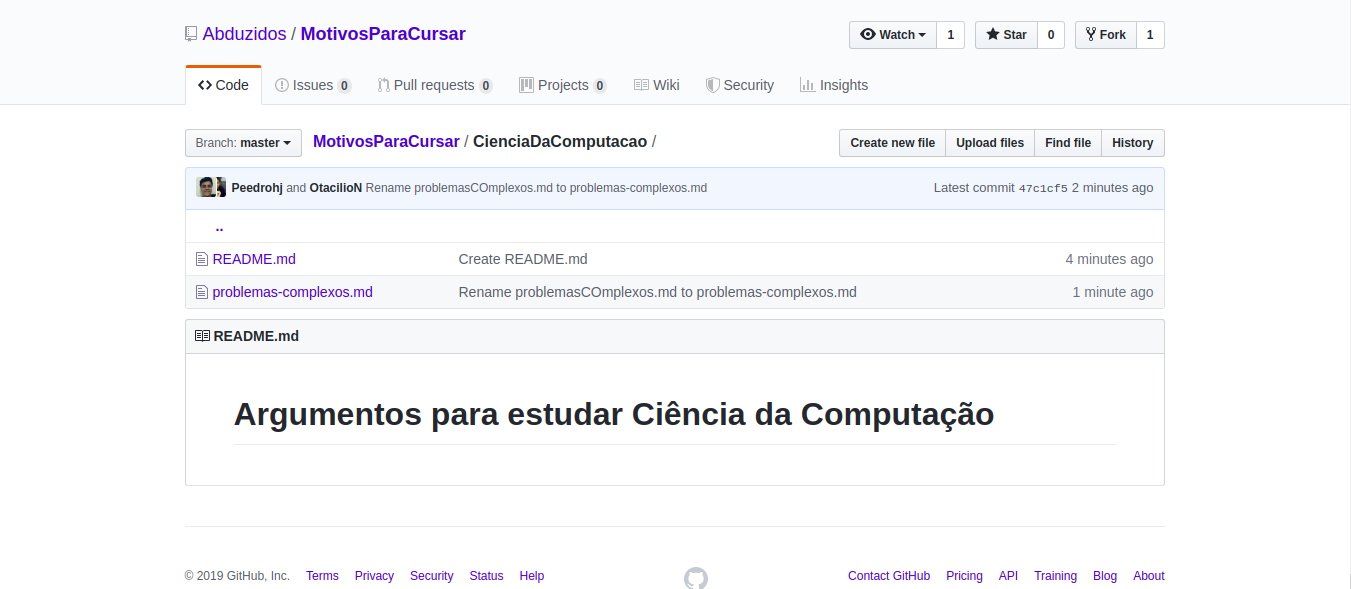 Abduzidos / MotivosParaCursar Watch 1 Star 0 Fork 1
Code Issues 0 Pull requests 0 Projects 0 Wiki Security Insights
Branch: master MotivosParaCursar / CienciaDaComputacao / Create new file Upload files Find file History
Peedrohj and OtacilioN Rename problemasCOmplexos.md to problemas-complexos.md Latest commit 47c1cf5 2 minutes ago
..
README.md Create README.md 4 minutes ago
problemas-complexos.md Rename problemasCOmplexos.md to problemas-complexos.md 1 minute ago
README.md
Argumentos para estudar Ciência da Computação
© 2019 GitHub, Inc. Terms Privacy Security Status Help Contact GitHub Pricing API Training Blog About